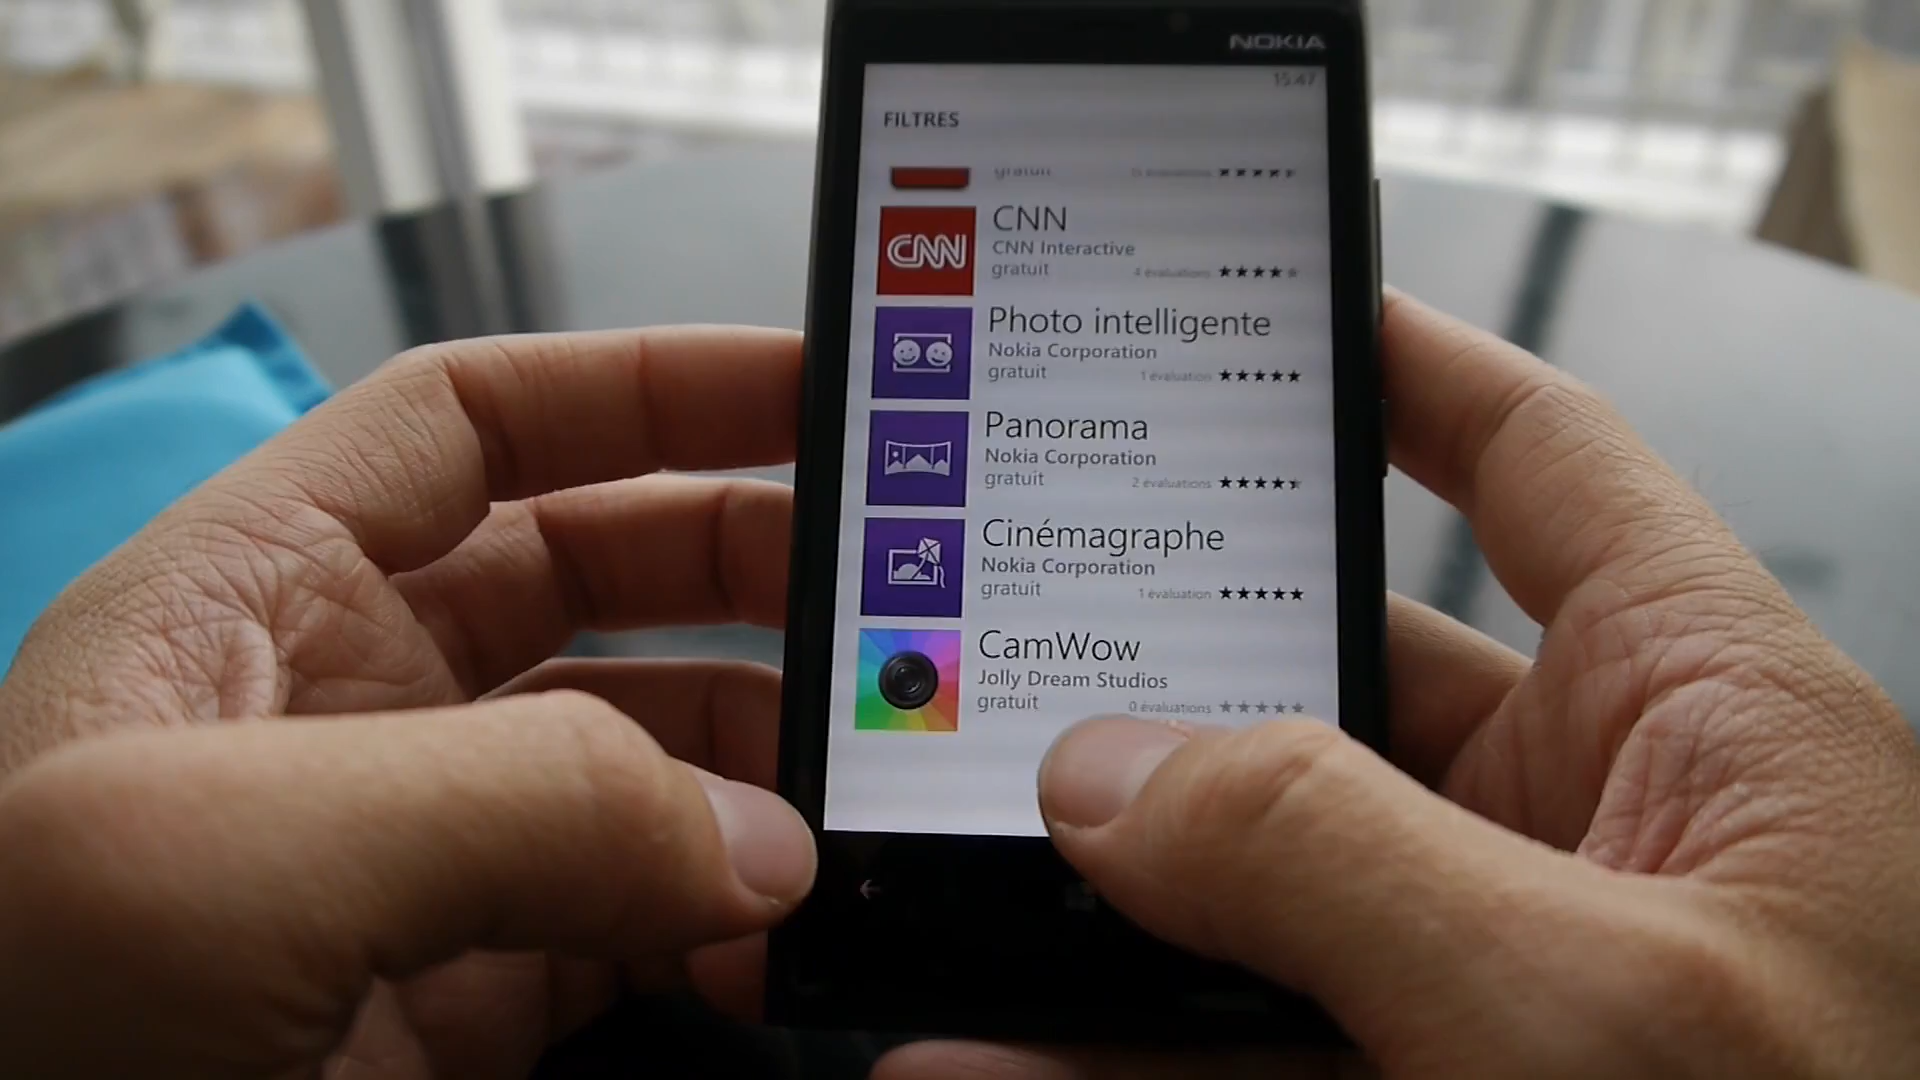 NOKIA
15:47
FILTRES
gratuit
CNN
CNN
CNN Interactive
gratuit
4 évaluations
Photo intelligente
Nokia Corporation
gratuit
1 évaluation
Panorama
Nokia Corporation
gratuit
2 évaluations
Cinémagraphe
Nokia Corporation
gratuit
1 évaluation
CamWow
Jolly Dream Studios
gratuit
0 évaluations